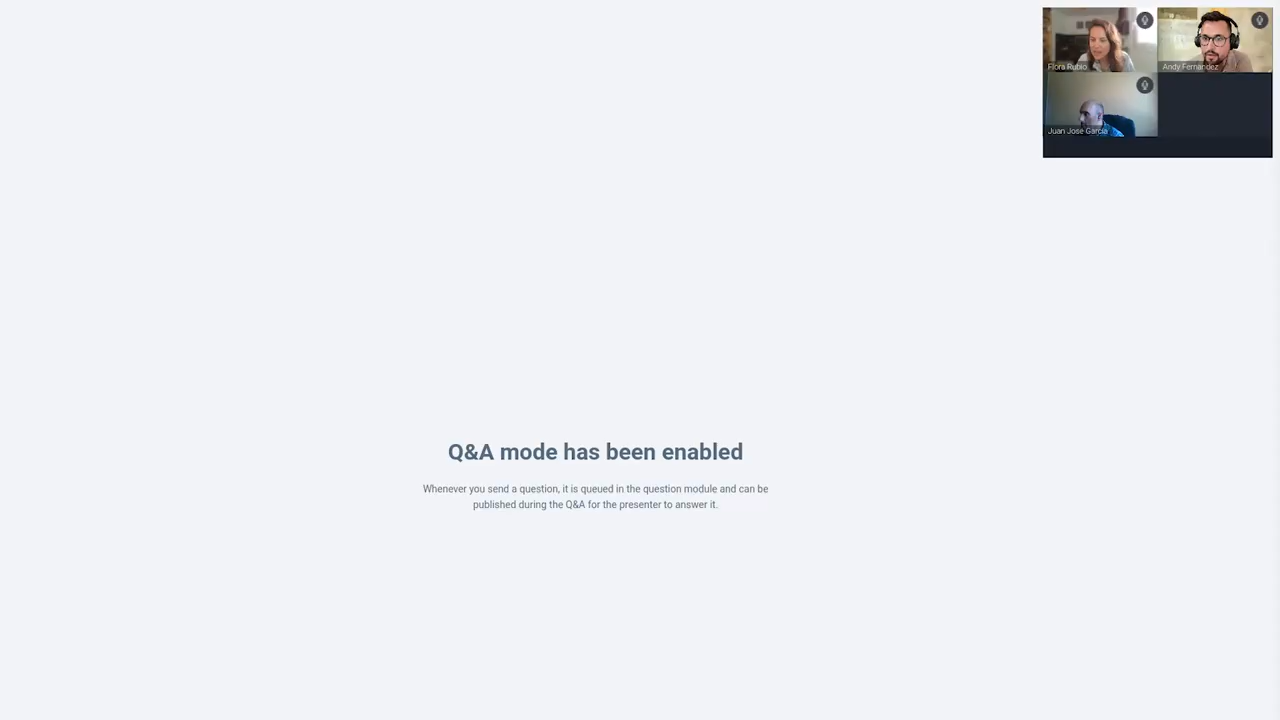 Flora Rubio
Andy Fernandez
Juan Jose Garcia
Q&A mode has been enabled
Whenever you send a question, it is queued in the question module and can be
published during the Q&A for the presenter to answer it.